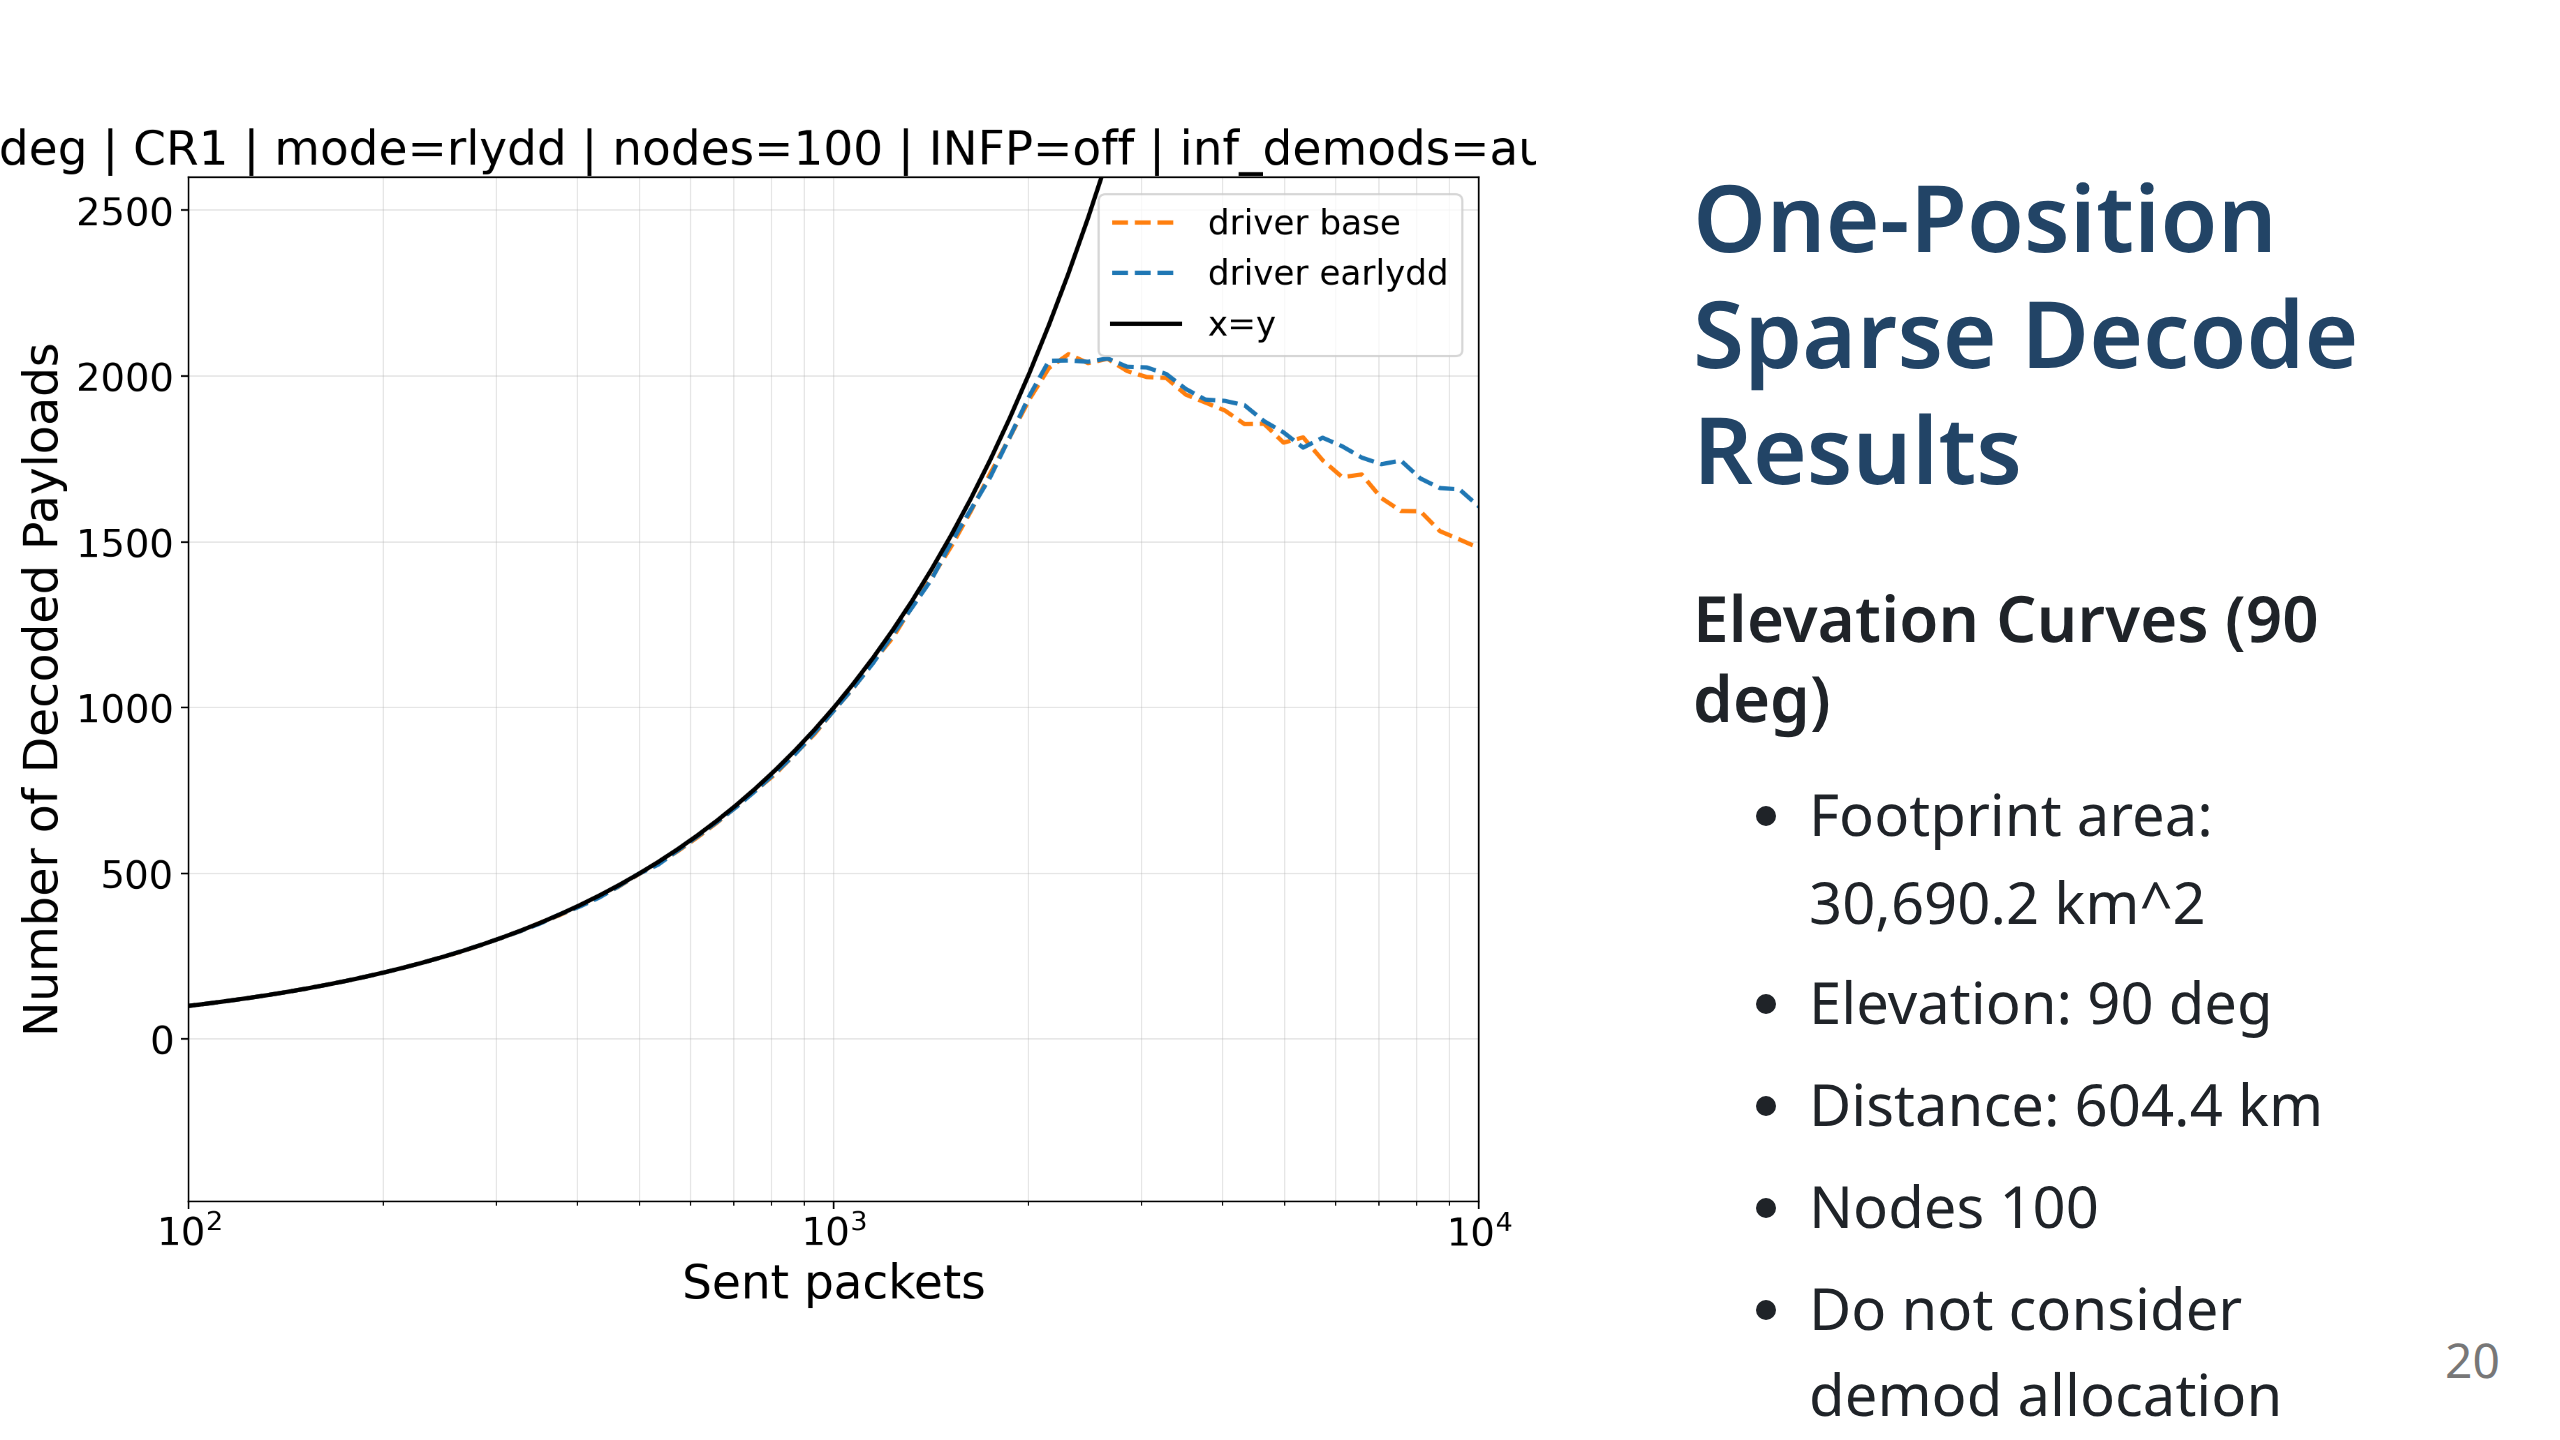 deg | CR1 | mode=rlydd | nodes=100 | INFP=off | inf_demods=au
2500
2000
1500
1000
500
0
Number of Decoded Payloads
driver base
driver earlydd
x=y
10²
10³
10⁴
Sent packets
One-Position
Sparse Decode
Results
Elevation Curves (90
deg)
• Footprint area:
30,690.2 km^2
• Elevation: 90 deg
• Distance: 604.4 km
• Nodes 100
• Do not consider
demod allocation
20